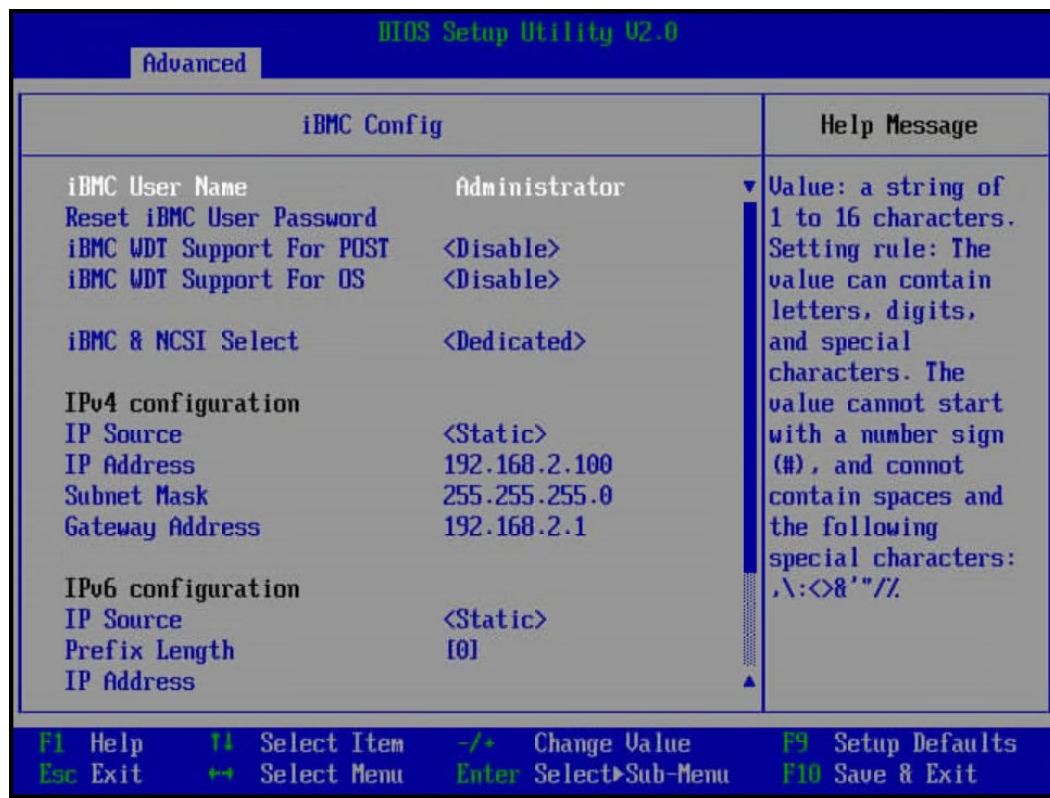 BIOS Setup Utility V2.0
Advanced
iBMC Config
iBMC User Name Administrator
Reset iBMC User Password
iBMC WDT Support For POST <Disable>
iBMC WDT Support For OS <Disable>
iBMC & NCSI Select <Dedicated>
IPv4 configuration
IP Source <Static>
IP Address 192.168.2.100
Subnet Mask 255.255.255.0
Gateway Address 192.168.2.1
IPv6 configuration
IP Source <Static>
Prefix Length [0]
IP Address
Help Message
Value: a string of
1 to 16 characters.
Setting rule: The
value can contain
letters, digits,
and special
characters. The
value cannot start
with a number sign
(#), and connot
contain spaces and
the following
special characters:
,\:<>&'"/%
F1 Help ↑↓ Select Item -/+ Change Value F9 Setup Defaults
Esc Exit ←→ Select Menu Enter Select▶Sub-Menu F10 Save & Exit